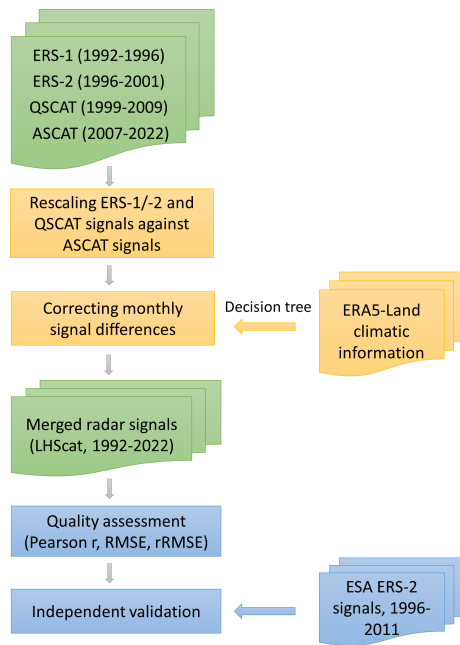 ERS-1 (1992-1996)
ERS-2 (1996-2001)
QSCAT (1999-2009)
ASCAT (2007-2022)
Rescaling ERS-1/-2 and
QSCAT signals against
ASCAT signals
Correcting monthly
signal differences
Decision tree
ERA5-Land
climatic
information
Merged radar signals
(LHScat, 1992-2022)
Quality assessment
(Pearson r, RMSE, rRMSE)
Independent validation
ESA ERS-2
signals, 1996-
2011